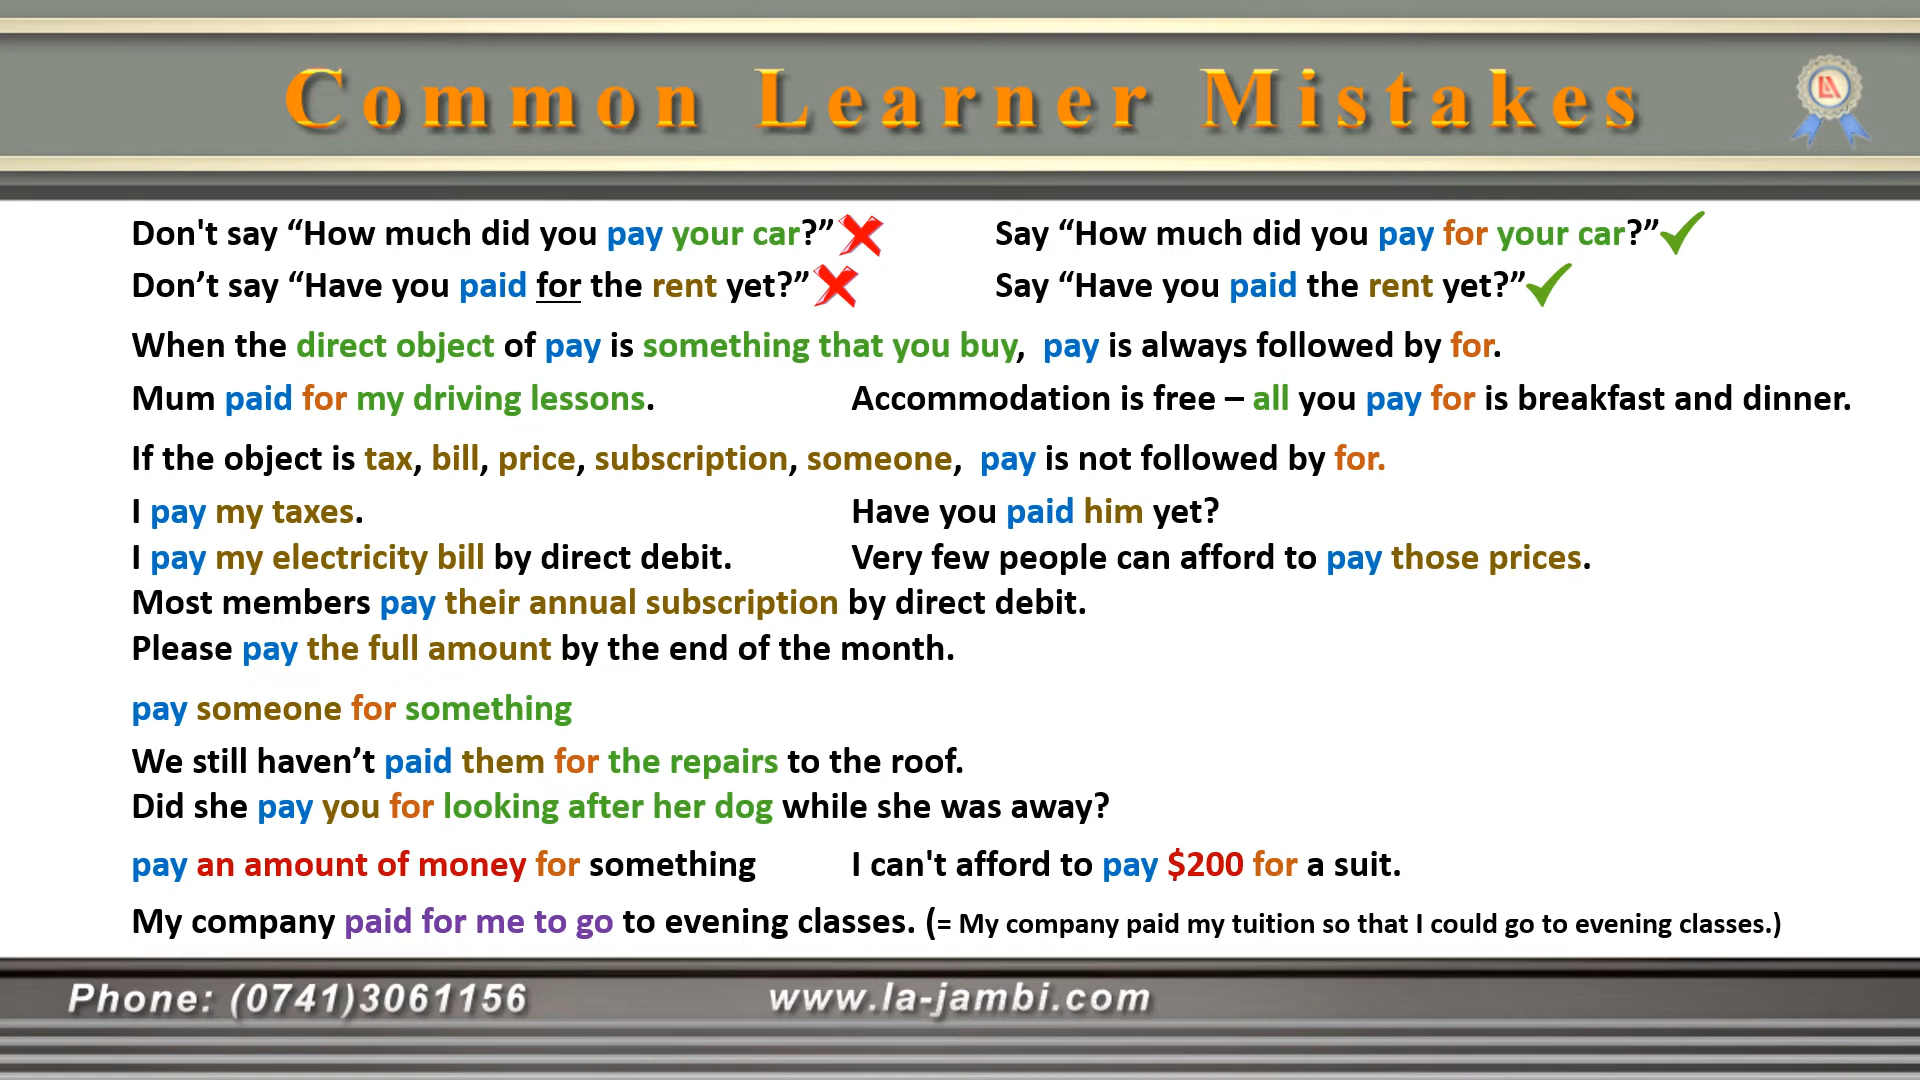 Common Learner Mistakes
LA
Don't say “How much did you pay your car?” Say “How much did you pay for your car?”
Don’t say “Have you paid for the rent yet?” Say “Have you paid the rent yet?”
When the direct object of pay is something that you buy, pay is always followed by for.
Mum paid for my driving lessons. Accommodation is free – all you pay for is breakfast and dinner.
If the object is tax, bill, price, subscription, someone, pay is not followed by for.
I pay my taxes. Have you paid him yet?
I pay my electricity bill by direct debit. Very few people can afford to pay those prices.
Most members pay their annual subscription by direct debit.
Please pay the full amount by the end of the month.
pay someone for something
We still haven’t paid them for the repairs to the roof.
Did she pay you for looking after her dog while she was away?
pay an amount of money for something I can't afford to pay $200 for a suit.
My company paid for me to go to evening classes. (= My company paid my tuition so that I could go to evening classes.)
Phone: (0741)3061156 www.la-jambi.com